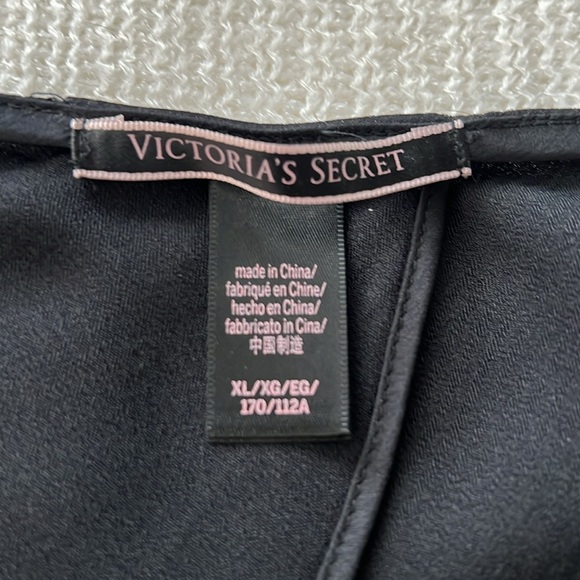 VICTORIA'S SECRET
made in China/
fabriqué en Chine/
hecho en China/
fabbricato in Cina/
中国制造
XL/XG/EG/
170/112A